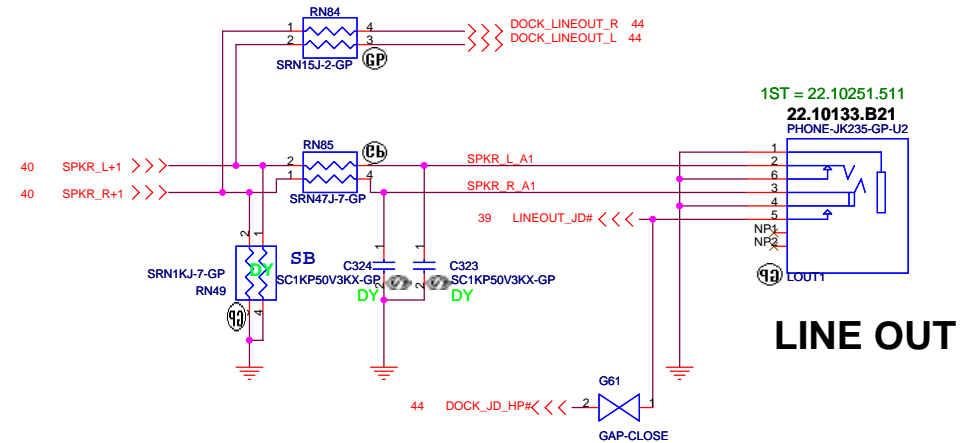 RN84
1 4 DOCK_LINEOUT_R 44
2 3 DOCK_LINEOUT_L 44
SRN15J-2-GP GP
1ST = 22.10251.511
22.10133.B21
PHONE-JK235-GP-U2
RN85
40 SPKR_L+1 2 SPKR_L_A1 1
2
40 SPKR_R+1 1 4 SPKR_R_A1 6
3
SRN47J-7-GP
4
39 LINEOUT_JD# 5
NP1
NP2
2 1
SB
SRN1KJ-7-GP DY C324 1 1 C323
RN49 SC1KP50V3KX-GP SC1KP50V3KX-GP
2 2
DY DY
GP 4
GP LOUT1
LINE OUT
G61
44 DOCK_JD_HP# 2 1
GAP-CLOSE